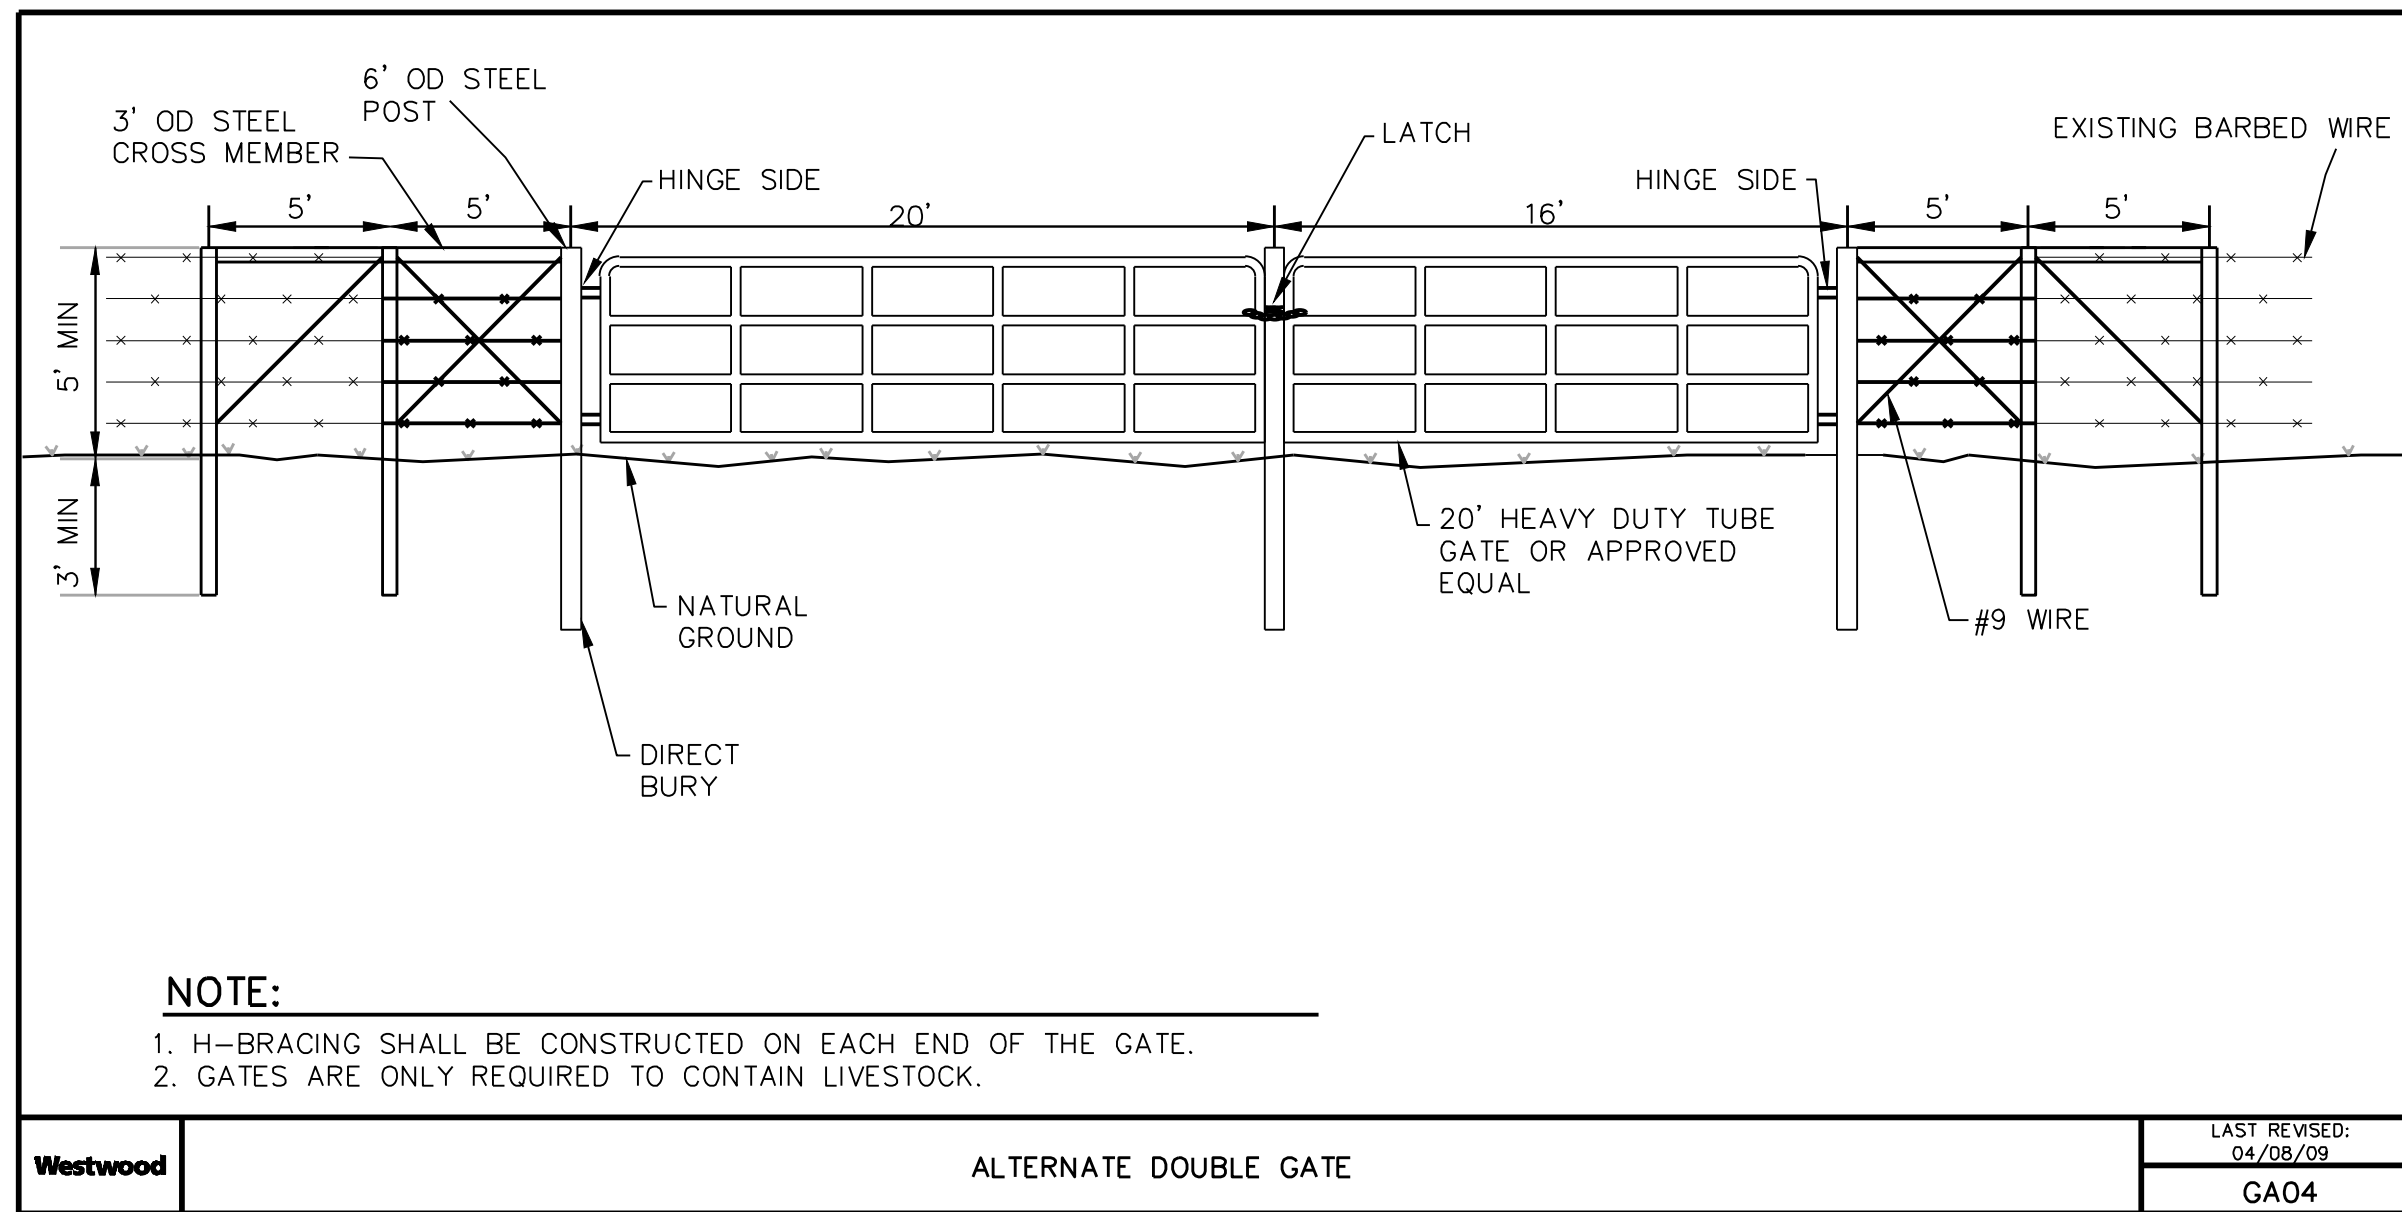 6' OD STEEL
POST
3' OD STEEL
CROSS MEMBER
LATCH
EXISTING BARBED WIRE
HINGE SIDE
HINGE SIDE
5'
5'
20'
16'
5'
5'
5' MIN
3' MIN
20' HEAVY DUTY TUBE
GATE OR APPROVED
EQUAL
NATURAL
GROUND
#9 WIRE
DIRECT
BURY
NOTE:
1. H-BRACING SHALL BE CONSTRUCTED ON EACH END OF THE GATE.
2. GATES ARE ONLY REQUIRED TO CONTAIN LIVESTOCK.
Westwood
ALTERNATE DOUBLE GATE
LAST REVISED:
04/08/09
GA04